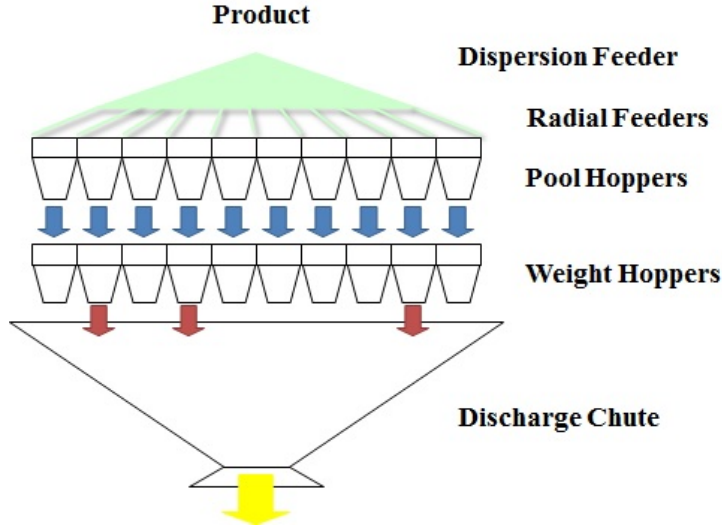 Product
Dispersion Feeder
Radial Feeders
Pool Hoppers
Weight Hoppers
Discharge Chute